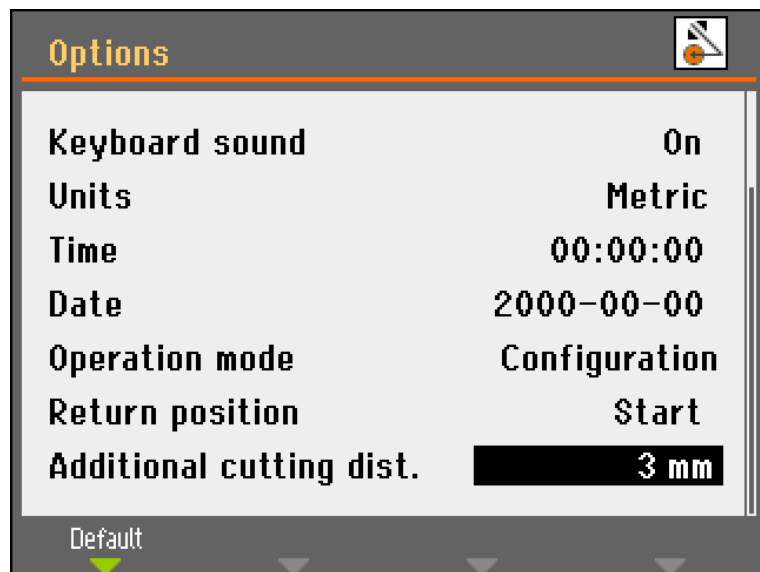 Options
Keyboard sound On
Units Metric
Time 00:00:00
Date 2000-00-00
Operation mode Configuration
Return position Start
Additional cutting dist. 3 mm
Default